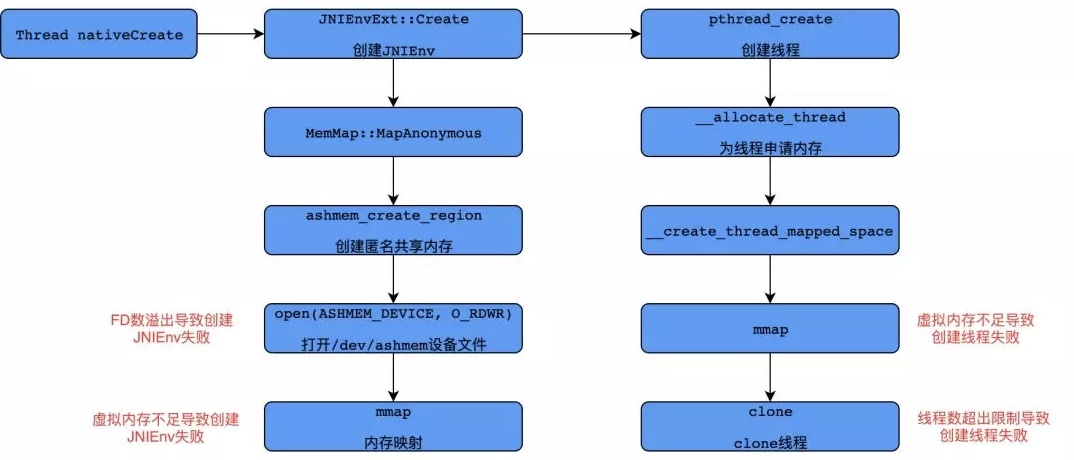 Thread nativeCreate
JNIEnvExt::Create
创建JNIEnv
pthread_create
创建线程
MemMap::MapAnonymous
__allocate_thread
为线程申请内存
ashmem_create_region
创建匿名共享内存
__create_thread_mapped_space
FD数溢出导致创建
JNIEnv失败
open(ASHMEM_DEVICE, O_RDWR)
打开/dev/ashmem设备文件
mmap
虚拟内存不足导致
创建线程失败
虚拟内存不足导致创建
JNIEnv失败
mmap
内存映射
clone
clone线程
线程数超出限制导致
创建线程失败